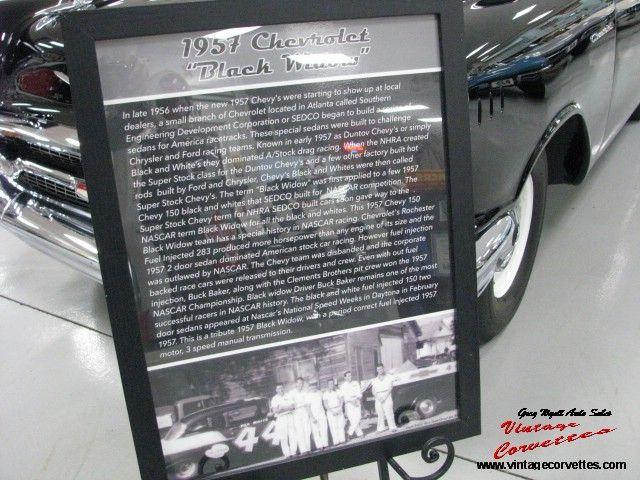 1957 Chevrolet
"Black Widow"
In late 1956 when the new 1957 Chevy's were starting to show up at local
dealers, a small branch of Chevrolet located in Atlanta called Southern
Engineering Development Corporation or SEDCO began to build a series of
sedans for America racetracks. These special sedans were built to challenge
Chrysler and Ford racing teams. Known in early 1957 as Duntov Chevy's or simply
Black and White's they dominated A/Stock drag racing. When the NHRA created
the Super Stock class for the Duntov Chevy's and a few other factory built hot
rods built by Ford and Chrysler, Chevy's Black and Whites were then called
Super Stock Chevy's. The term "Black Widow" was first applied to a few 1957
Chevy 150 black and whites that SEDCO built for NASCAR competition. The
Super Stock Chevy term for NHRA SEDCO built cars soon gave way to the
NASCAR term Black Widow for all the black and whites. This 1957 Chevy 150
Black Widow team has a special history in NASCAR racing. Chevrolet's Rochester
Fuel Injected 283 produced more horsepower than any engine of its size and the
1957 2 door sedan dominated American stock car racing. However fuel injection
was outlawed by NASCAR. The Chevy team was disbanded and the corporate
backed race cars were released to their drivers and crew. Even with out fuel
injection, Buck Baker, along with the Clements Brothers pit crew won the 1957
NASCAR Championship. Black widow Driver Buck Baker remains one of the most
successful racers in NASCAR history. The black and white fuel injected 150 two
door sedans appeared at Nascar's National Speed Weeks in Daytona in February
1957. This is a tribute 1957 Black Widow, with a period correct fuel injected 1957
motor, 3 speed manual transmission.
44
Chevrolet
Greg Wyatt Auto Sales
Vintage
Corvettes
www.vintagecorvettes.com